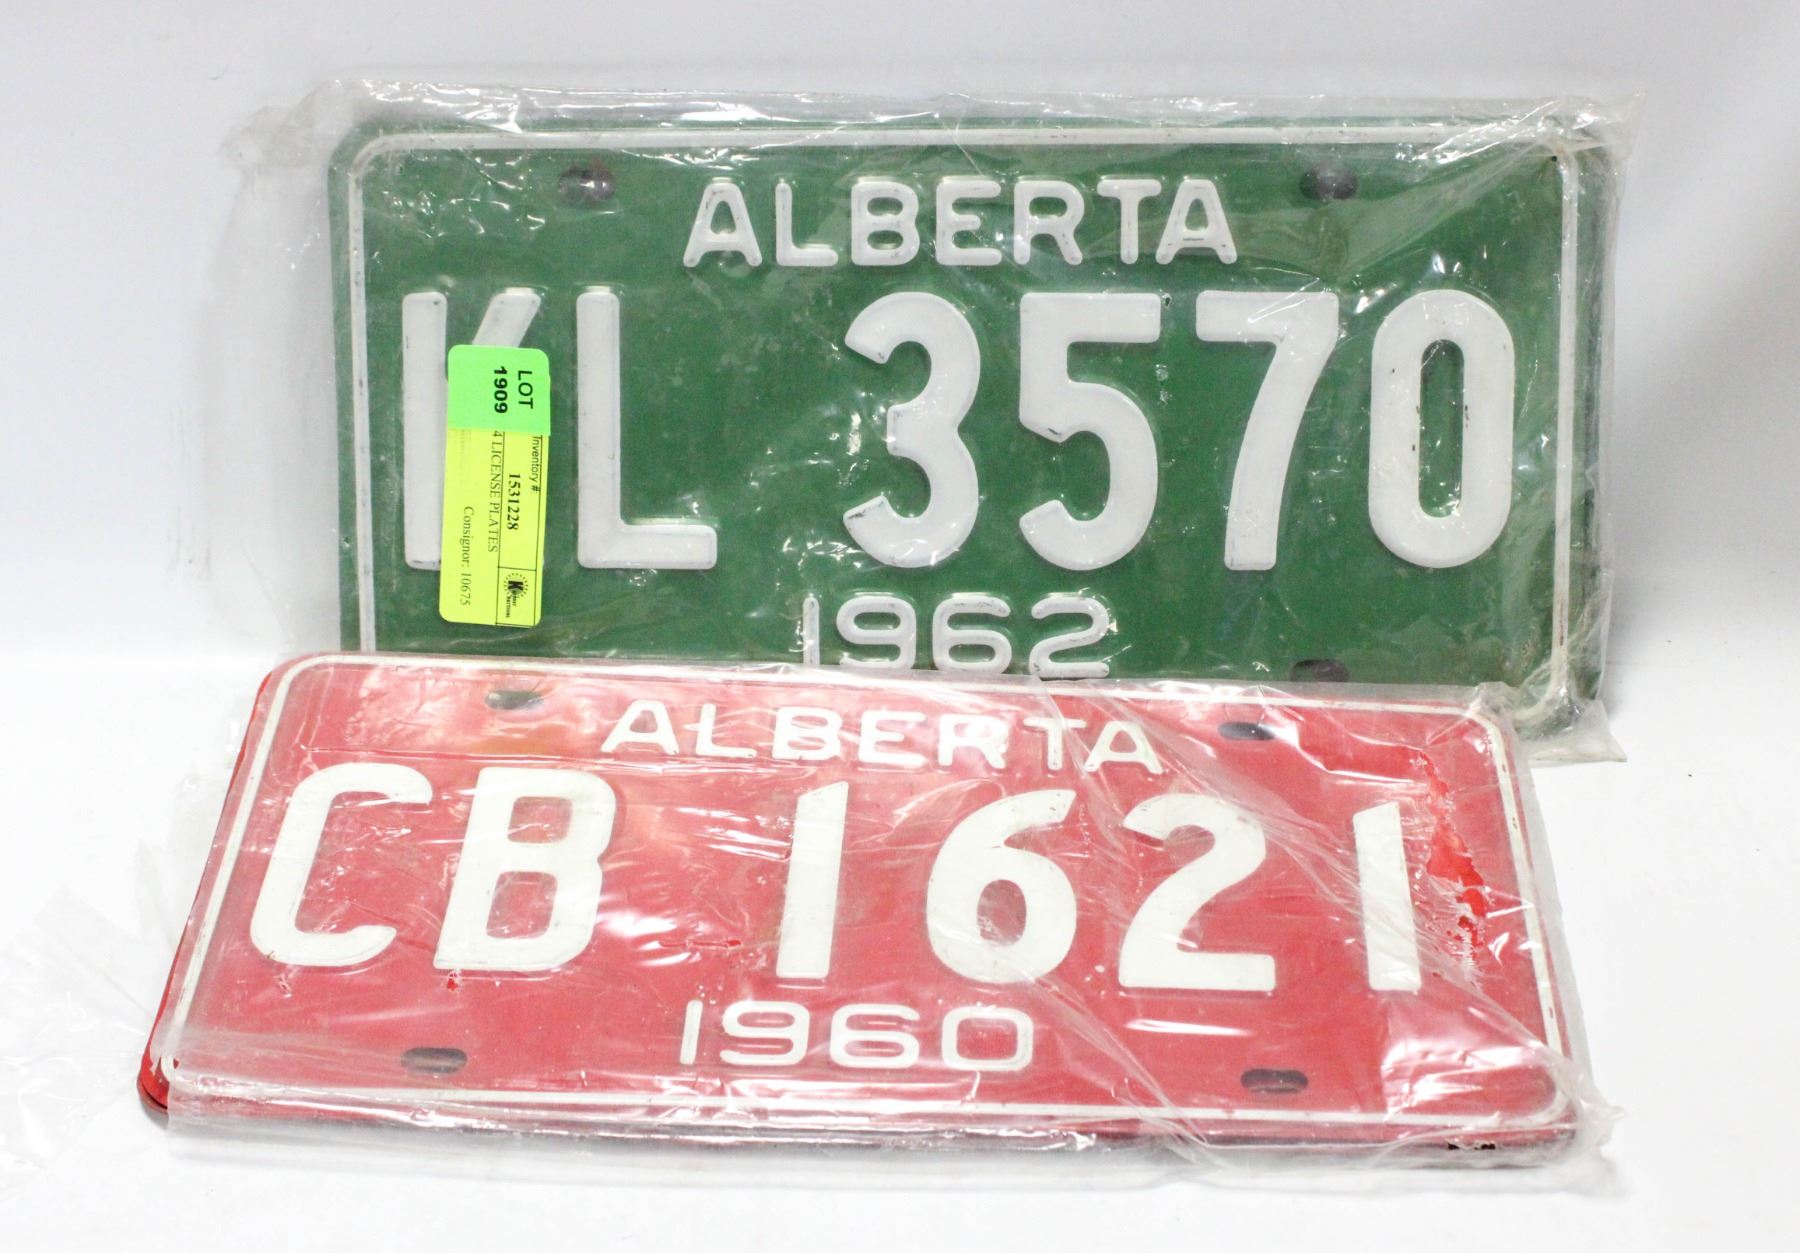 ALBERTA
KL 3570
1962
LOT
1909
Inventory #
1531228
4 LICENSE PLATES
Consignor: 10675
ALBERTA
CB 1621
1960